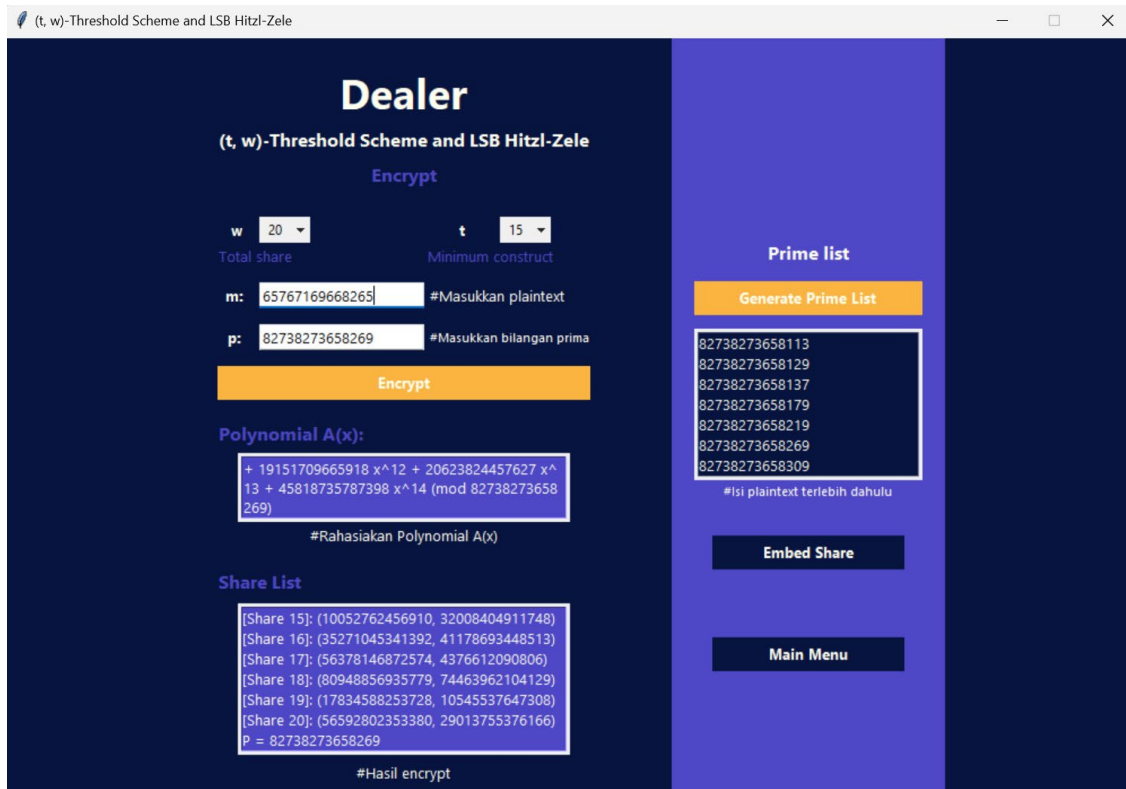 (t, w)-Threshold Scheme and LSB Hitzl-Zele
Dealer
(t, w)-Threshold Scheme and LSB Hitzl-Zele
Encrypt
w 20 t 15
Total share Minimum construct
m: 65767169668265 #Masukkan plaintext
p: 82738273658269 #Masukkan bilangan prima
Encrypt
Polynomial A(x):
+ 19151709665918 x^12 + 20623824457627 x^
13 + 45818735787398 x^14 (mod 82738273658
269)
#Rahasiakan Polynomial A(x)
Share List
[Share 15]: (10052762456910, 32008404911748)
[Share 16]: (35271045341392, 41178693448513)
[Share 17]: (56378146872574, 4376612090806)
[Share 18]: (80948856935779, 74463962104129)
[Share 19]: (17834588253728, 10545537647308)
[Share 20]: (56592802353380, 29013755376166)
P = 82738273658269
#Hasil encrypt
Prime list
Generate Prime List
82738273658113
82738273658129
82738273658137
82738273658179
82738273658219
82738273658269
82738273658309
#Isi plaintext terlebih dahulu
Embed Share
Main Menu